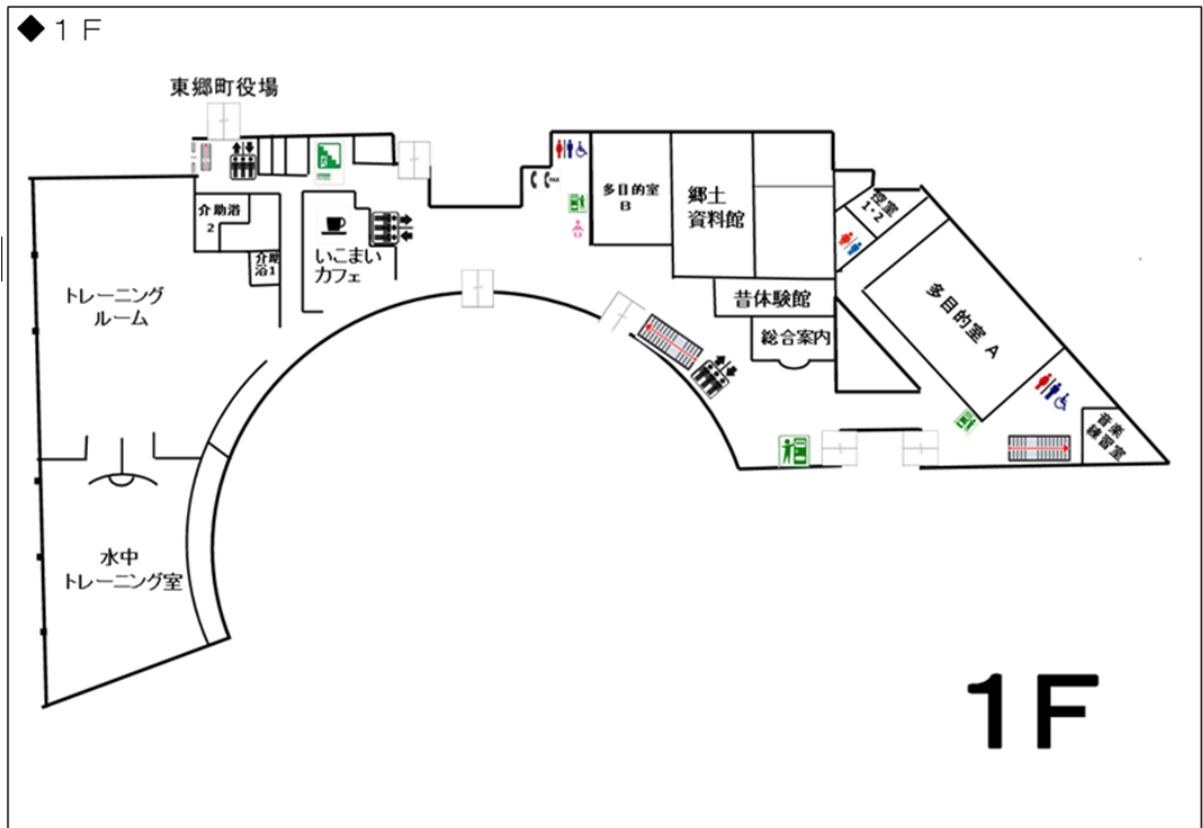 ◆１Ｆ
東郷町役場
介助浴
2
介助
浴1
いこまい
カフェ
トレーニング
ルーム
水中
トレーニング室
FAX
多目的室
B
郷土
資料館
控室
1・2
昔体験館
総合案内
多目的室 A
音楽
練習室
1F